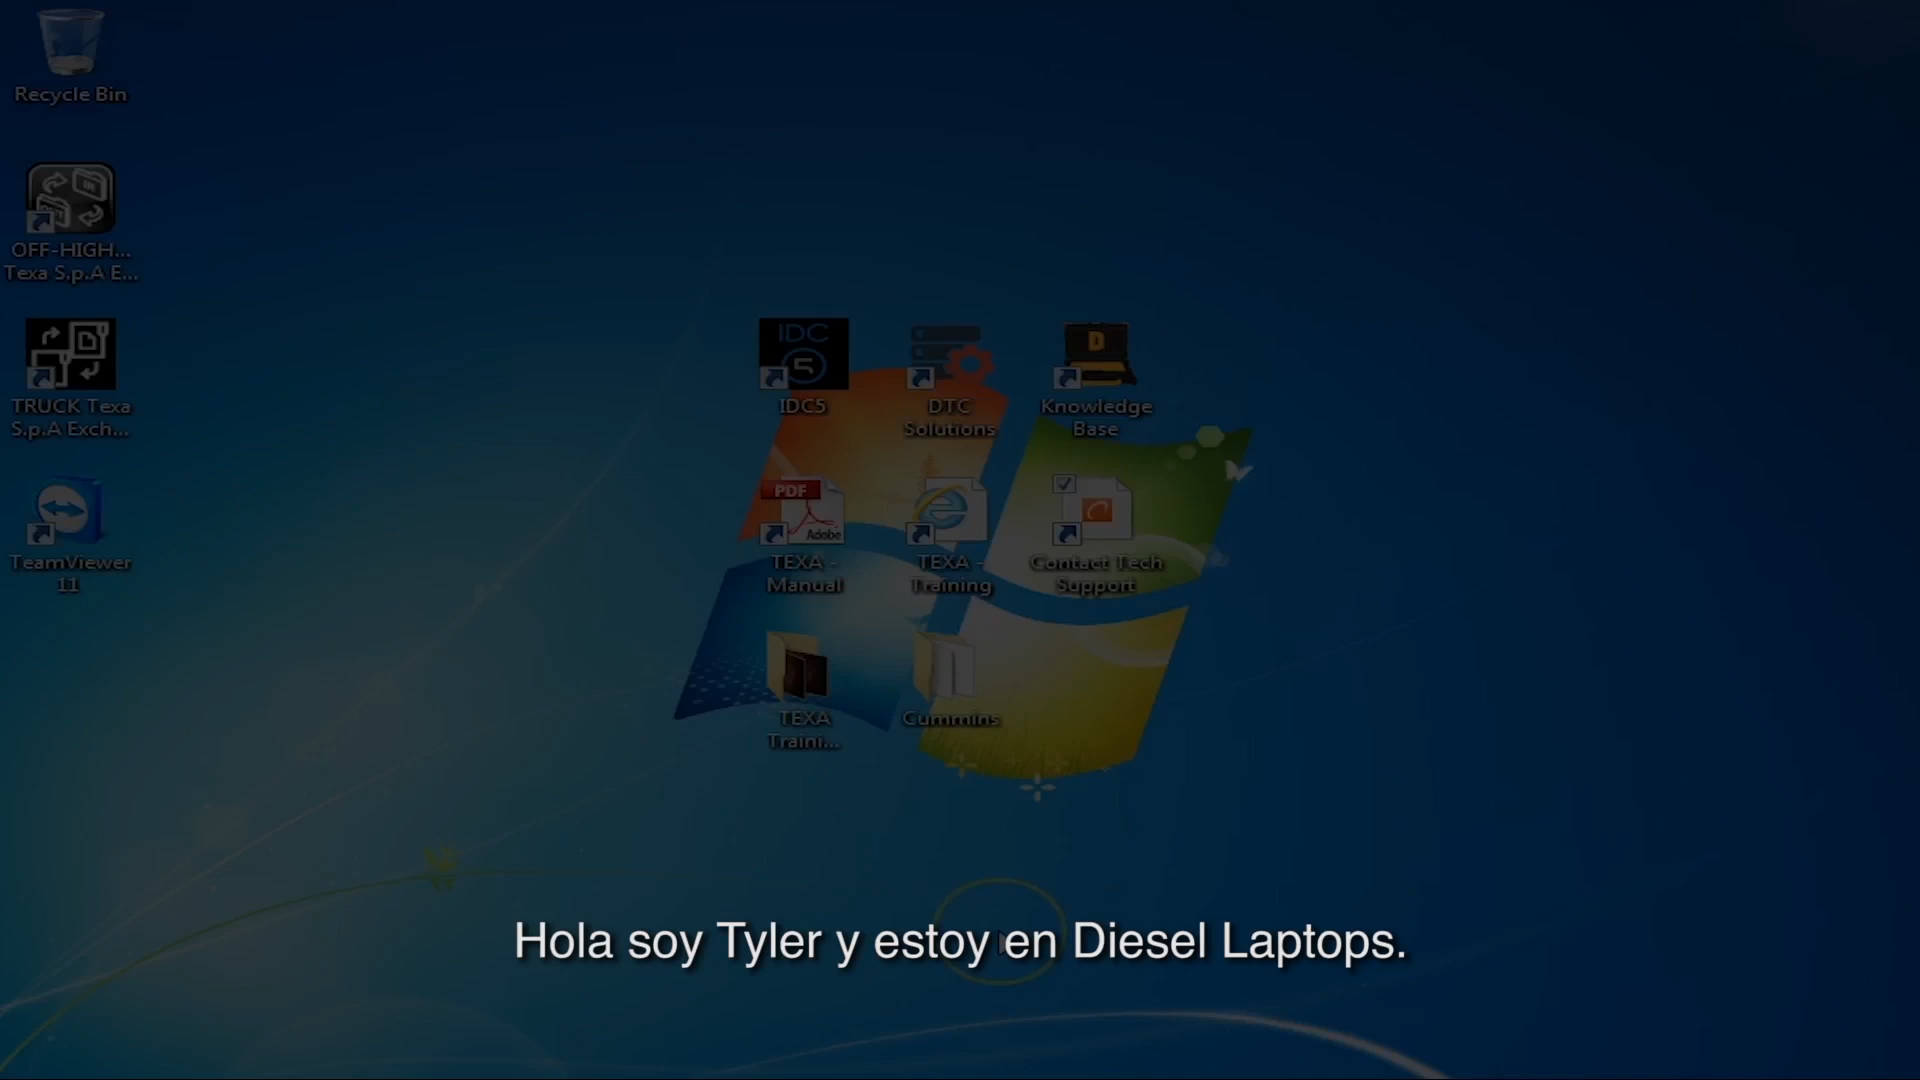 Recycle Bin
OFF-HIGH...
Texa S.p.A E...
TRUCK Texa
S.p.A Exch...
TeamViewer
11
IDC
5
IDC5
DTC
Solutions
D
Knowledge
Base
PDF
Adobe
TEXA -
Manual
TEXA -
Training
Contact Tech
Support
TEXA
Traini...
Cummins
Hola soy Tyler y estoy en Diesel Laptops.